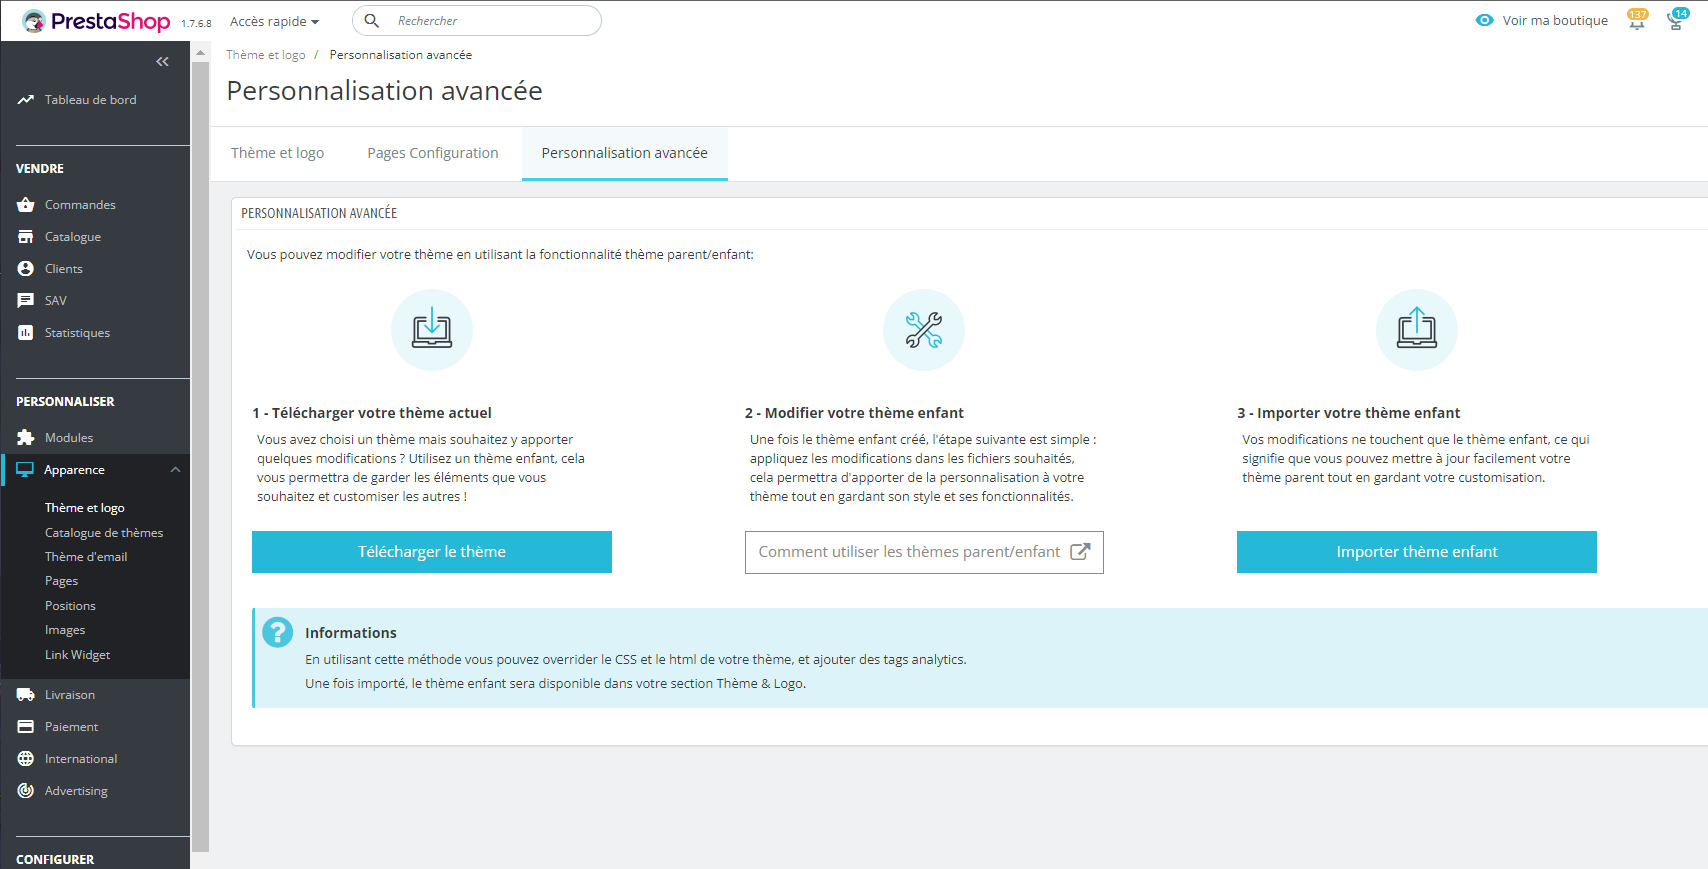 PrestaShop 1.7.6.8 Accès rapide Rechercher Voir ma boutique 137 14
Tableau de bord
VENDRE
Commandes
Catalogue
Clients
SAV
Statistiques
PERSONNALISER
Modules
Apparence
Thème et logo
Catalogue de thèmes
Thème d'email
Pages
Positions
Images
Link Widget
Livraison
Paiement
International
Advertising
CONFIGURER
Thème et logo / Personalisation avancée
Personnalisation avancée
Thème et logo Pages Configuration Personnalisation avancée
PERSONNALISATION AVANCÉE
Vous pouvez modifier votre thème en utilisant la fonctionnalité thème parent/enfant:
1 - Télécharger votre thème actuel
Vous avez choisi un thème mais souhaitez y apporter
quelques modifications ? Utilisez un thème enfant, cela
vous permettra de garder les éléments que vous
souhaitez et customiser les autres !
Télécharger le thème
2 - Modifier votre thème enfant
Une fois le thème enfant créé, l'étape suivante est simple :
appliquez les modifications dans les fichiers souhaités,
cela permettra d'apporter de la personalisation à votre
thème tout en gardant son style et ses fonctionnalités.
Comment utiliser les thèmes parent/enfant
3 - Importer votre thème enfant
Vos modifications ne touchent que le thème enfant, ce qui
signifie que vous pouvez mettre à jour facilement votre
thème parent tout en gardant votre customisation.
Importer thème enfant
Informations
En utilisant cette méthode vous pouvez overrider le CSS et le html de votre thème, et ajouter des tags analytics.
Une fois importé, le thème enfant sera disponible dans votre section Thème & Logo.